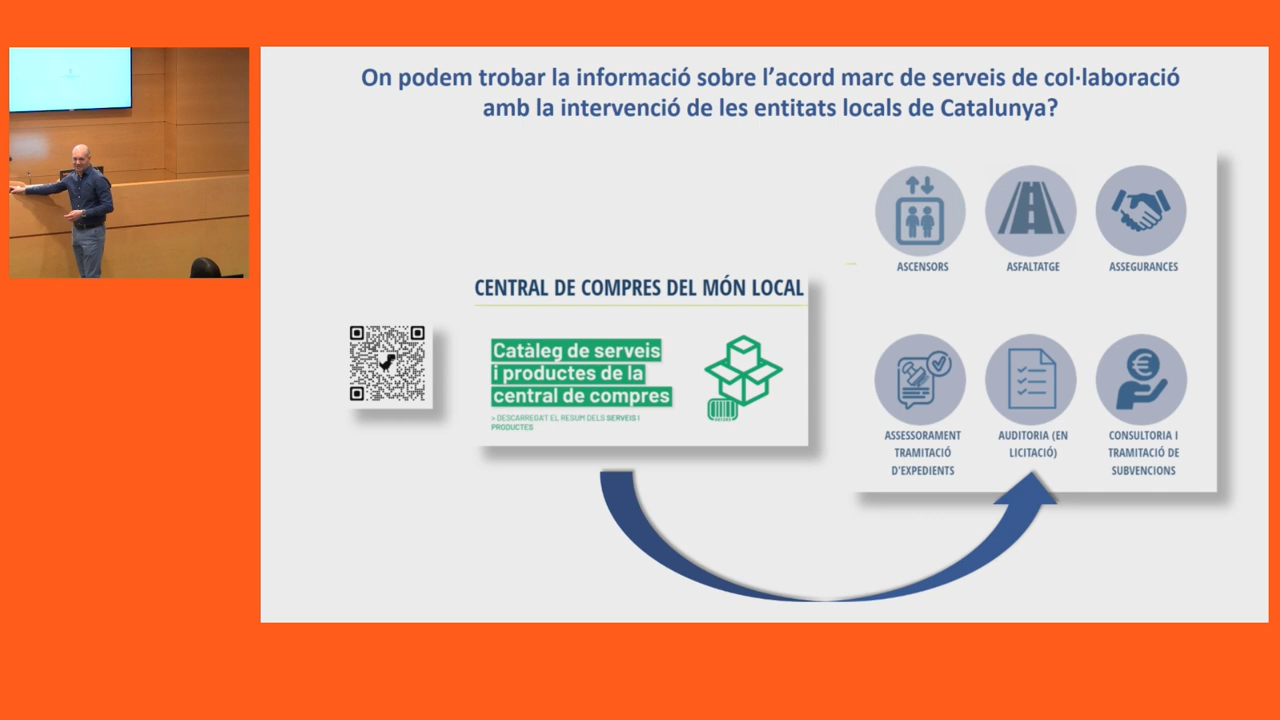 On podem trobar la informació sobre l'acord marc de serveis de col·laboració
amb la intervenció de les entitats locals de Catalunya?
CENTRAL DE COMPRES DEL MÓN LOCAL
Catàleg de serveis
i productes de la
central de compres
> DESCARREGA'T EL RESUM DELS SERVEIS I
PRODUCTES
ASCENSORS
ASFALTATGE
ASSEGURANCES
ASSESSORAMENT
TRAMITACIÓ
D'EXPEDIENTS
AUDITORIA (EN
LICITACIÓ)
CONSULTORIA I
TRAMITACIÓ DE
SUBVENCIONS